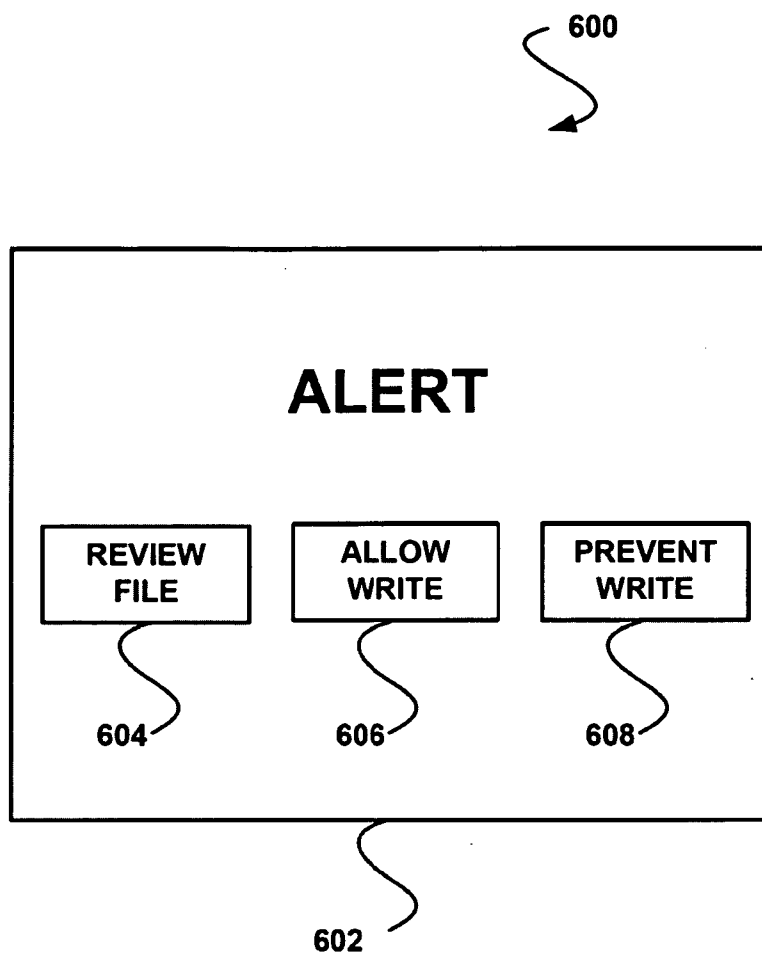 600
ALERT
REVIEW
FILE
ALLOW
WRITE
PREVENT
WRITE
604
606
608
602